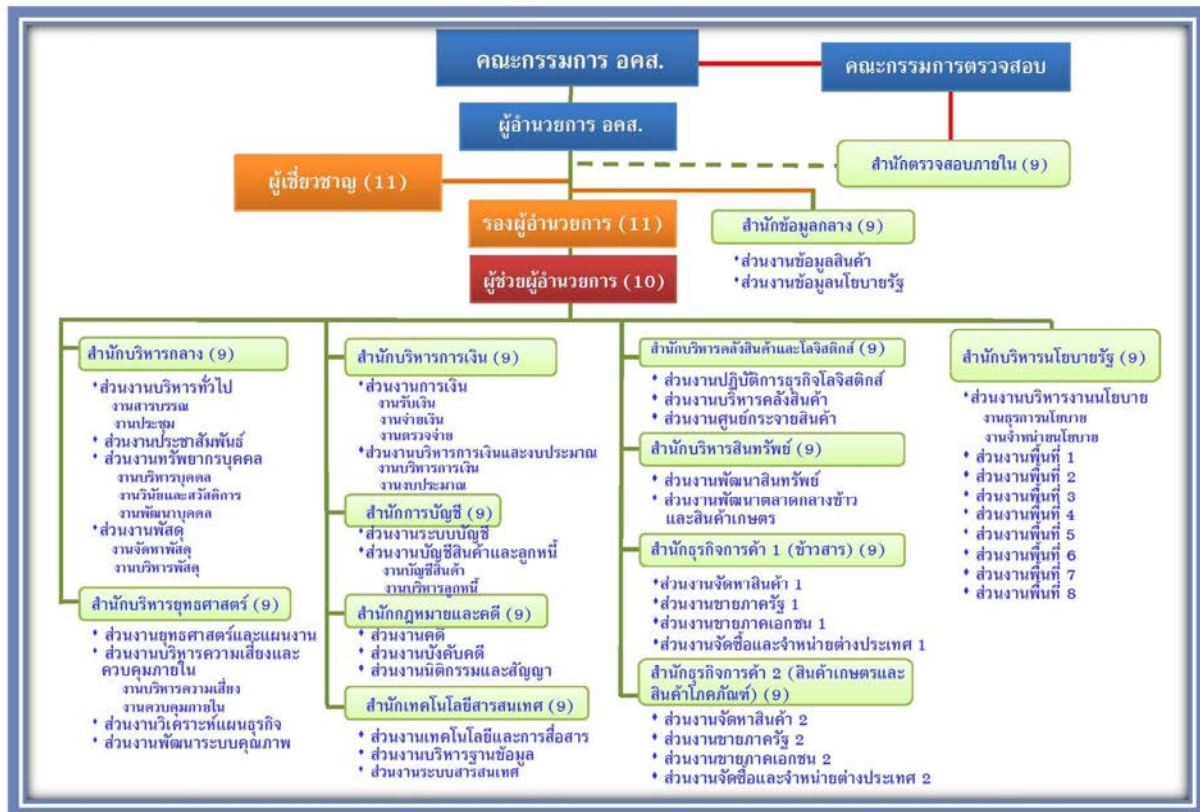 คณะกรรมการ อคส.
คณะกรรมการตรวจสอบ
ผู้อำนวยการ อคส.
สำนักตรวจสอบภายใน (9)
ผู้เชี่ยวชาญ (11)
รองผู้อำนวยการ (11)
สำนักข้อมูลกลาง (9)
ส่วนงานข้อมูลสินค้า
ส่วนงานข้อมูลนโยบายรัฐ
ผู้ช่วยผู้อำนวยการ (10)
สำนักบริหารกลาง (9)
ส่วนงานบริหารทั่วไป
งานสารบรรณ
งานประชุม
ส่วนงานประชาสัมพันธ์
ส่วนงานทรัพยากรบุคคล
งานบริหารบุคคล
งานวินัยและสวัสดิการ
งานพัฒนาบุคคล
ส่วนงานพัสดุ
งานจัดหาพัสดุ
งานบริหารพัสดุ
สำนักบริหารยุทธศาสตร์ (9)
ส่วนงานยุทธศาสตร์และแผนงาน
ส่วนงานบริหารความเสี่ยงและ
ควบคุมภายใน
งานบริหารความเสี่ยง
งานควบคุมภายใน
ส่วนงานวิเคราะห์แผนธุรกิจ
ส่วนงานพัฒนาระบบคุณภาพ
สำนักบริหารการเงิน (9)
ส่วนงานการเงิน
งานรับเงิน
งานจ่ายเงิน
งานตรวจจ่าย
ส่วนงานบริหารการเงินและงบประมาณ
งานบริหารการเงิน
งานงบประมาณ
สำนักการบัญชี (9)
ส่วนงานระบบบัญชี
ส่วนงานบัญชีสินค้าและลูกหนี้
งานบัญชีสินค้า
งานบริหารลูกหนี้
สำนักกฎหมายและคดี (9)
ส่วนงานคดี
ส่วนงานบังคับคดี
ส่วนงานนิติกรรมและสัญญา
สำนักเทคโนโลยีสารสนเทศ (9)
ส่วนงานเทคโนโลยีและการสื่อสาร
ส่วนงานบริหารฐานข้อมูล
ส่วนงานระบบสารสนเทศ
สำนักบริหารคลังสินค้าและโลจิสติกส์ (9)
ส่วนงานปฏิบัติการธุรกิจโลจิสติกส์
ส่วนงานบริหารคลังสินค้า
ส่วนงานศูนย์กระจายสินค้า
สำนักบริหารสินทรัพย์ (9)
ส่วนงานพัฒนาสินทรัพย์
ส่วนงานพัฒนาตลาดกลางข้าว
และสินค้าเกษตร
สำนักธุรกิจการค้า 1 (ข้าวสาร) (9)
ส่วนงานจัดหาสินค้า 1
ส่วนงานขายภาครัฐ 1
ส่วนงานขายภาคเอกชน 1
ส่วนงานจัดซื้อและจำหน่ายต่างประเทศ 1
สำนักธุรกิจการค้า 2 (สินค้าเกษตรและ
สินค้าโภคภัณฑ์) (9)
ส่วนงานจัดหาสินค้า 2
ส่วนงานขายภาครัฐ 2
ส่วนงานขายภาคเอกชน 2
ส่วนงานจัดซื้อและจำหน่ายต่างประเทศ 2
สำนักบริหารนโยบายรัฐ (9)
ส่วนงานบริหารงานนโยบาย
งานธุรการนโยบาย
งานจำหน่ายนโยบาย
ส่วนงานพื้นที่ 1
ส่วนงานพื้นที่ 2
ส่วนงานพื้นที่ 3
ส่วนงานพื้นที่ 4
ส่วนงานพื้นที่ 5
ส่วนงานพื้นที่ 6
ส่วนงานพื้นที่ 7
ส่วนงานพื้นที่ 8